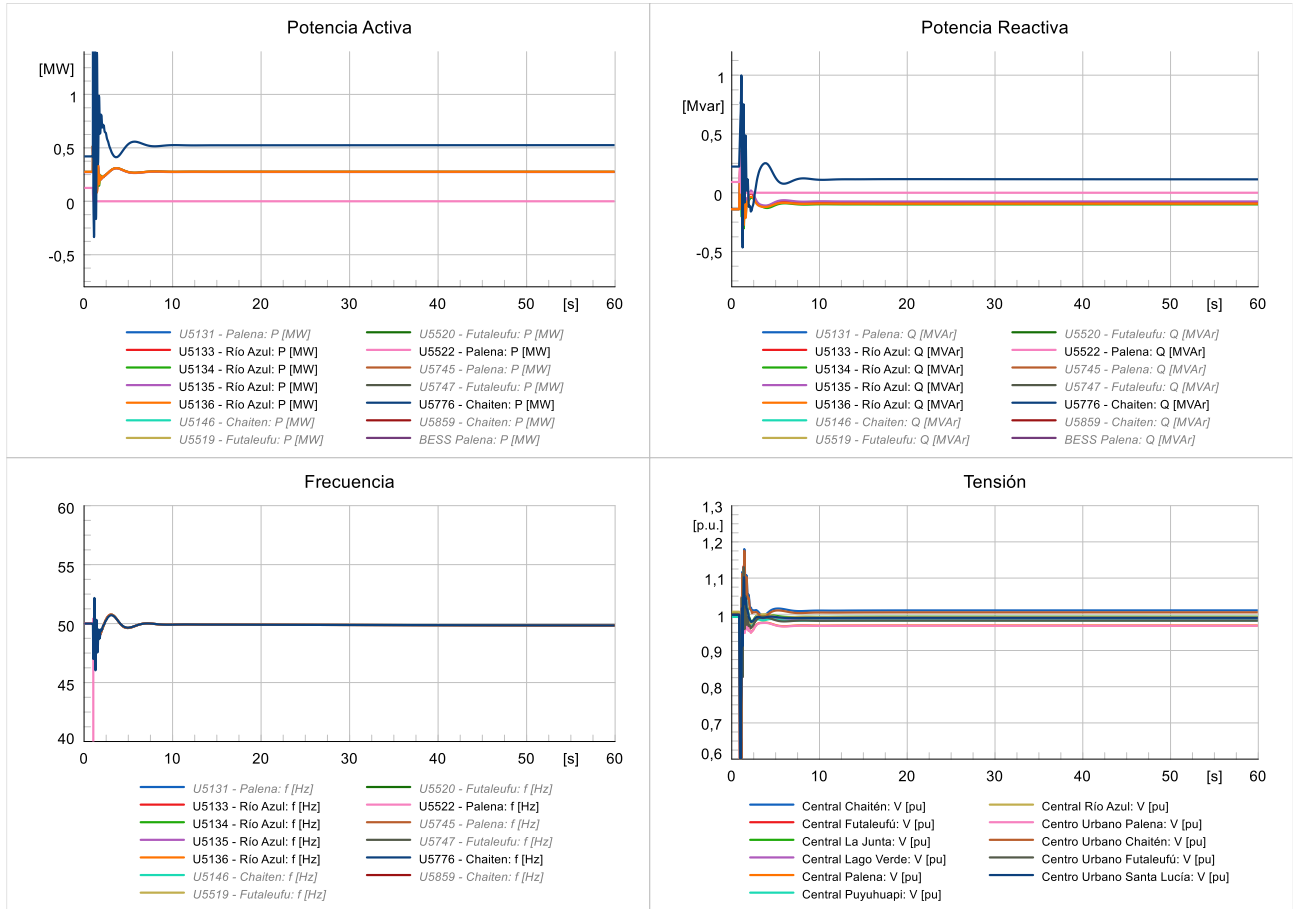 Potencia Activa
[MW]
1
0,5
0
-0,5
0 10 20 30 40 [s] 60
U5131 - Palena: P [MW]
U5133 - Río Azul: P [MW]
U5134 - Río Azul: P [MW]
U5135 - Río Azul: P [MW]
U5136 - Río Azul: P [MW]
U5146 - Chaiten: P [MW]
U5519 - Futaleufu: P [MW]
U5520 - Futaleufu: P [MW]
U5522 - Palena: P [MW]
U5745 - Palena: P [MW]
U5747 - Futaleufu: P [MW]
U5776 - Chaiten: P [MW]
U5859 - Chaiten: P [MW]
BESS Palena: P [MW]
Potencia Reactiva
1
[Mvar]
0,5
0
-0,5
0 10 20 30 40 [s] 60
U5131 - Palena: Q [MVAr]
U5133 - Río Azul: Q [MVAr]
U5134 - Río Azul: Q [MVAr]
U5135 - Río Azul: Q [MVAr]
U5136 - Río Azul: Q [MVAr]
U5146 - Chaiten: Q [MVAr]
U5519 - Futaleufu: Q [MVAr]
U5520 - Futaleufu: Q [MVAr]
U5522 - Palena: Q [MVAr]
U5745 - Palena: Q [MVAr]
U5747 - Futaleufu: Q [MVAr]
U5776 - Chaiten: Q [MVAr]
U5859 - Chaiten: Q [MVAr]
BESS Palena: Q [MVAr]
Frecuencia
60
55
50
45
40
0 10 20 30 40 [s] 60
U5131 - Palena: f [Hz]
U5133 - Río Azul: f [Hz]
U5134 - Río Azul: f [Hz]
U5135 - Río Azul: f [Hz]
U5136 - Río Azul: f [Hz]
U5146 - Chaiten: f [Hz]
U5519 - Futaleufu: f [Hz]
U5520 - Futaleufu: f [Hz]
U5522 - Palena: f [Hz]
U5745 - Palena: f [Hz]
U5747 - Futaleufu: f [Hz]
U5776 - Chaiten: f [Hz]
U5859 - Chaiten: f [Hz]
Tensión
1,3
[p.u.]
1,2
1,1
1
0,9
0,8
0,7
0,6
0 10 20 30 40 [s] 60
Central Chaitén: V [pu]
Central Futaleufú: V [pu]
Central La Junta: V [pu]
Central Lago Verde: V [pu]
Central Palena: V [pu]
Central Puyuhuapi: V [pu]
Central Río Azul: V [pu]
Centro Urbano Palena: V [pu]
Centro Urbano Chaitén: V [pu]
Centro Urbano Futaleufú: V [pu]
Centro Urbano Santa Lucía: V [pu]